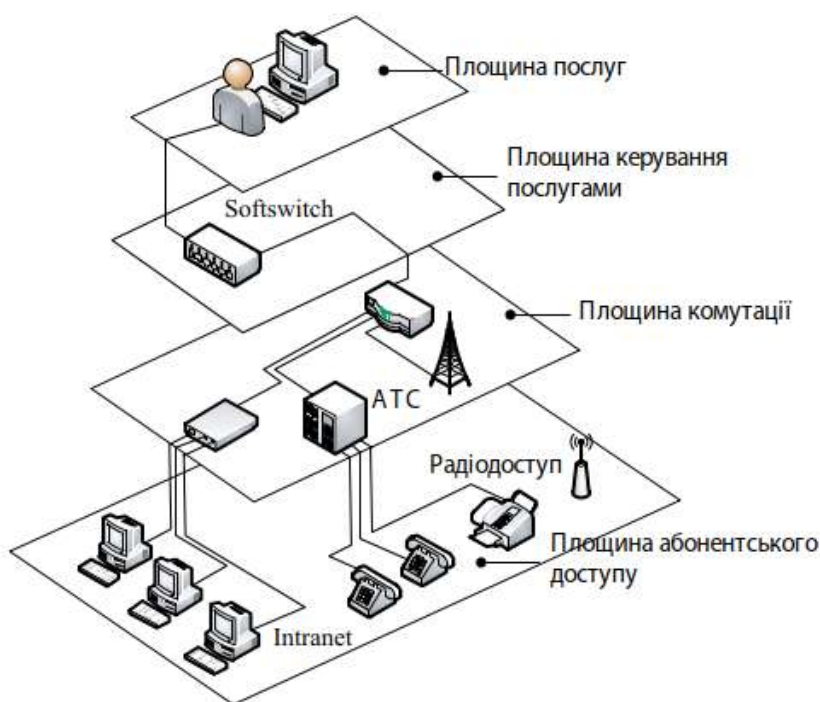 Площина послуг
Площина керування
послугами
Softswitch
Площина комутації
АТС
Радіодоступ
Площина абонентського
доступу
Intranet